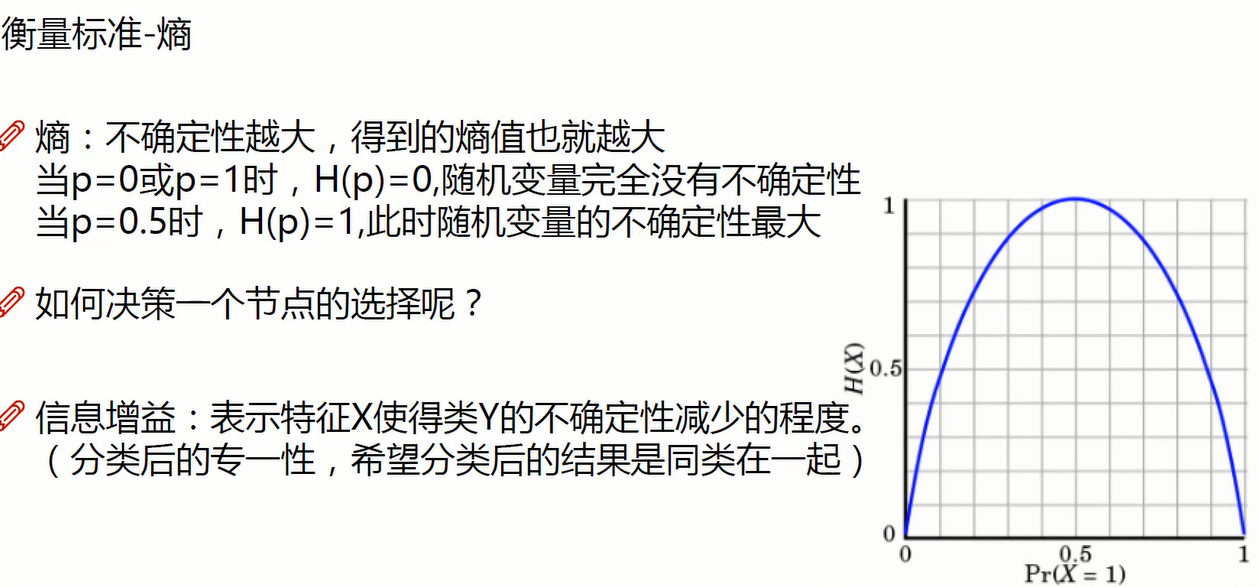 衡量标准-熵
熵：不确定性越大，得到的熵值也就越大
当p=0或p=1时，H(p)=0,随机变量完全没有不确定性
当p=0.5时，H(p)=1,此时随机变量的不确定性最大
如何决策一个节点的选择呢？
信息增益：表示特征X使得类Y的不确定性减少的程度。
（分类后的专一性，希望分类后的结果是同类在一起）
1
H(X)
0.5
0
0
0.5
1
Pr(X = 1)